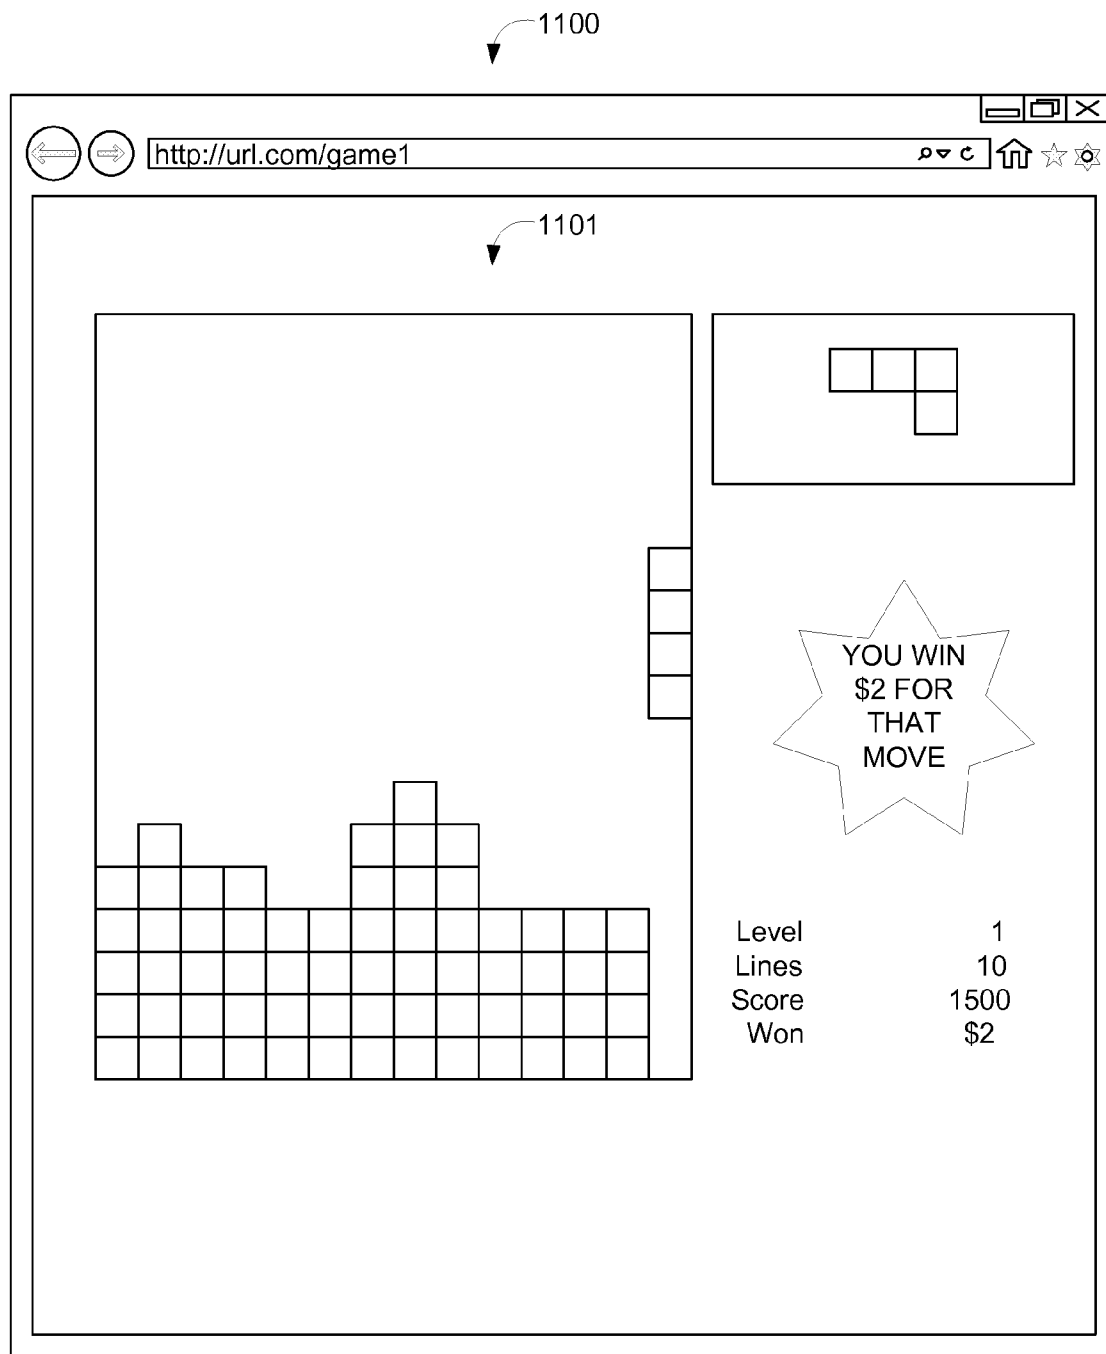 1100
http://url.com/game1
1101
YOU WIN
$2 FOR
THAT
MOVE
Level 1
Lines 10
Score 1500
Won $2